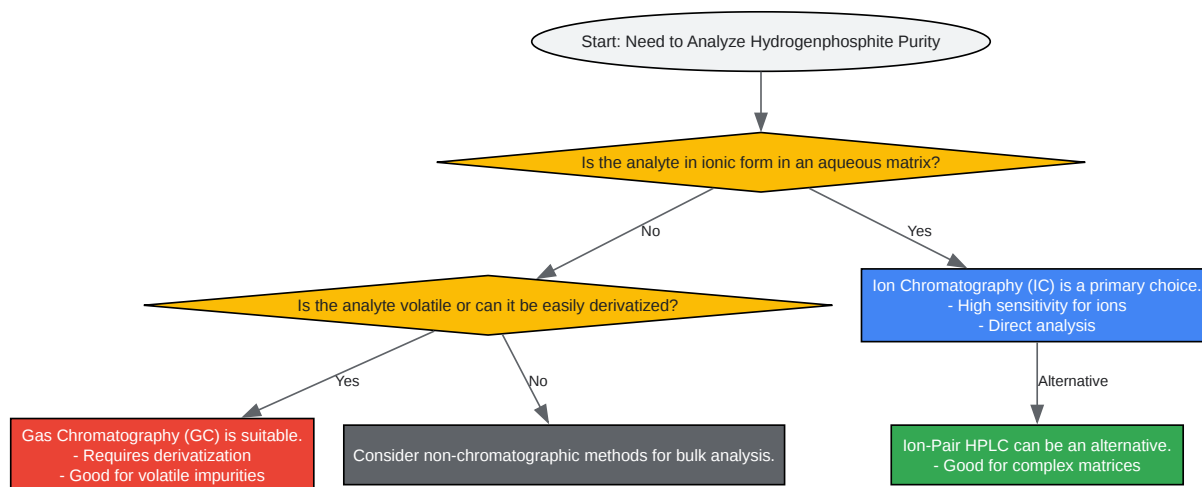 Start: Need to Analyze Hydrogenphosphite Purity
Is the analyte in ionic form in an aqueous matrix?
No
Yes
Is the analyte volatile or can it be easily derivatized?
Ion Chromatography (IC) is a primary choice.
- High sensitivity for ions
- Direct analysis
Yes
No
Alternative
Gas Chromatography (GC) is suitable.
- Requires derivatization
- Good for volatile impurities
Consider non-chromatographic methods for bulk analysis.
Ion-Pair HPLC can be an alternative.
- Good for complex matrices